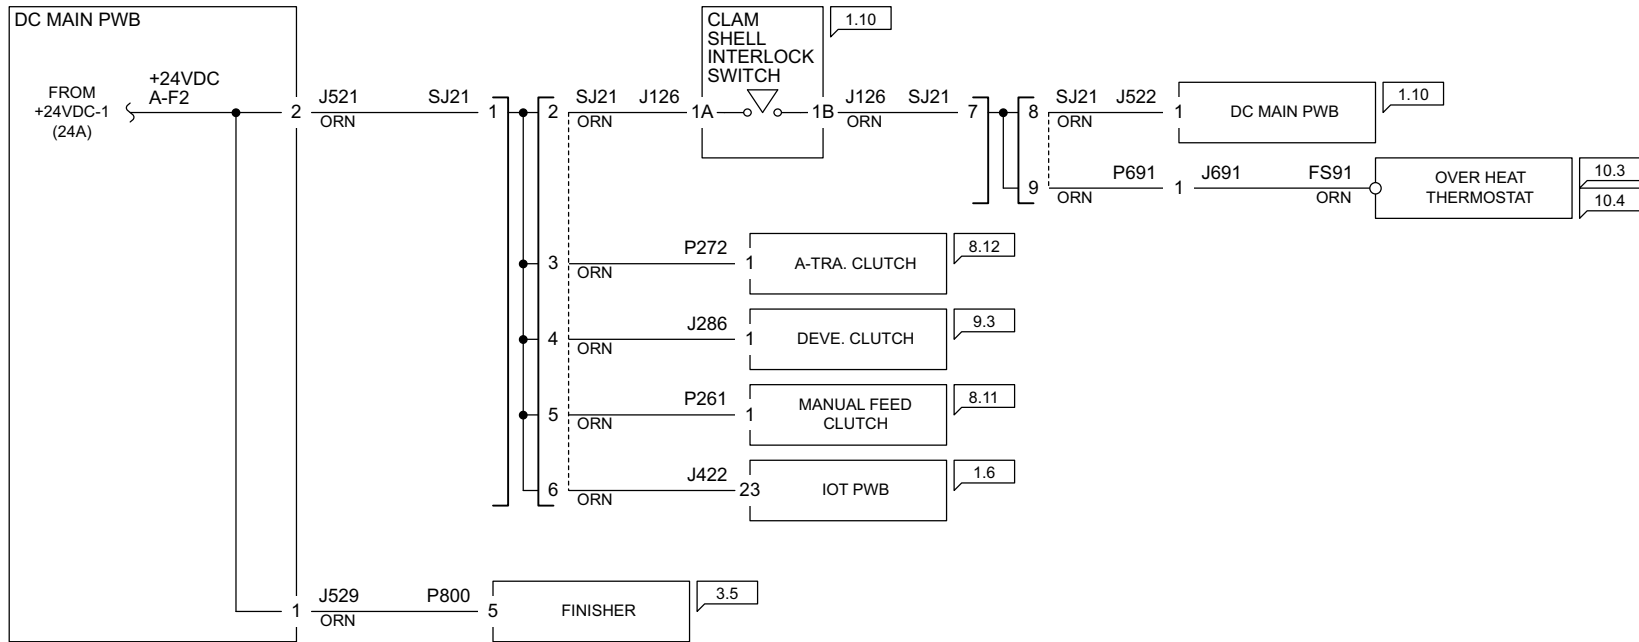 DC MAIN PWB
FROM
+24VDC-1
(24A)
+24VDC
A-F2
2
J521
ORN
SJ21
1
2
SJ21
ORN
J126
1A
CLAM
SHELL
INTERLOCK
SWITCH
1.10
1B
J126
ORN
SJ21
7
8
SJ21
ORN
J522
1
DC MAIN PWB
1.10
9
ORN
P691
1
J691
FS91
ORN
OVER HEAT
THERMOSTAT
10.3
10.4
3
ORN
P272
1
A-TRA. CLUTCH
8.12
4
ORN
J286
1
DEVE. CLUTCH
9.3
5
ORN
P261
1
MANUAL FEED
CLUTCH
8.11
6
ORN
J422
23
IOT PWB
1.6
1
J529
ORN
P800
5
FINISHER
3.5